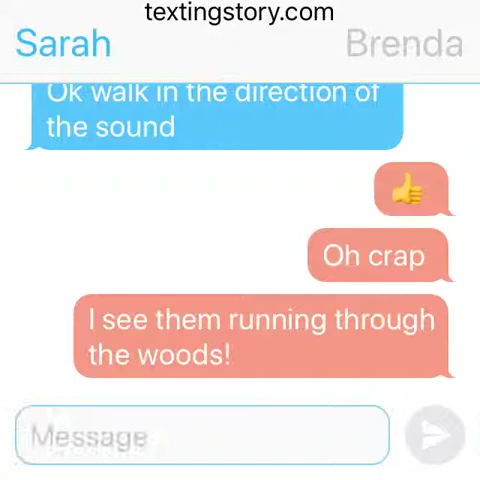 textingstory.com
Sarah Brenda
Ok walk in the direction of
the sound
👍
Oh crap
I see them running through
the woods!
Message